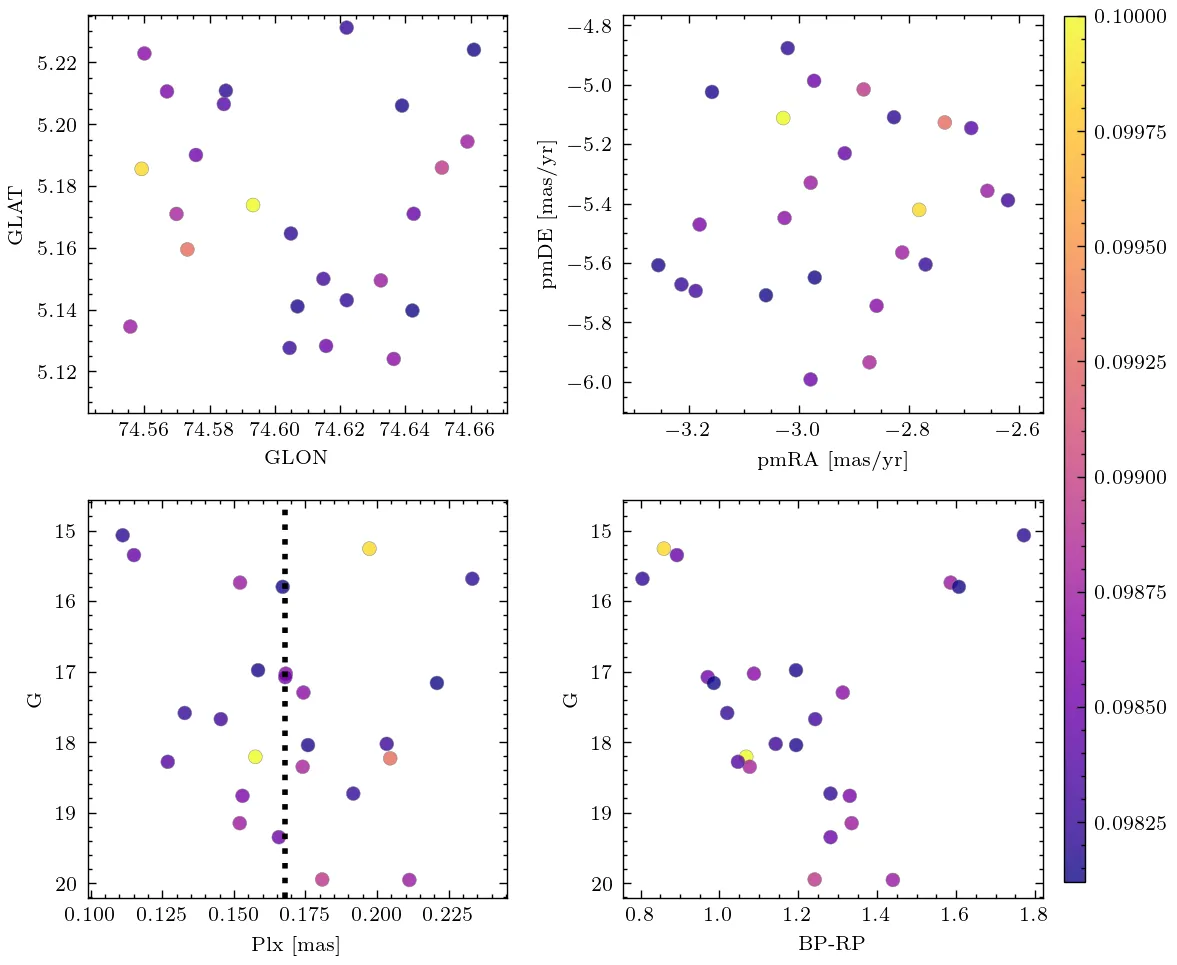 5.22
5.20
5.18
5.16
5.14
5.12
GLAT
74.56 74.58 74.60 74.62 74.64 74.66
GLON
−4.8
−5.0
−5.2
−5.4
−5.6
−5.8
−6.0
pmDE [mas/yr]
−3.2 −3.0 −2.8 −2.6
pmRA [mas/yr]
15
16
17
18
19
20
G
0.100 0.125 0.150 0.175 0.200 0.225
Plx [mas]
15
16
17
18
19
20
G
0.8 1.0 1.2 1.4 1.6 1.8
BP-RP
0.10000
0.09975
0.09950
0.09925
0.09900
0.09875
0.09850
0.09825